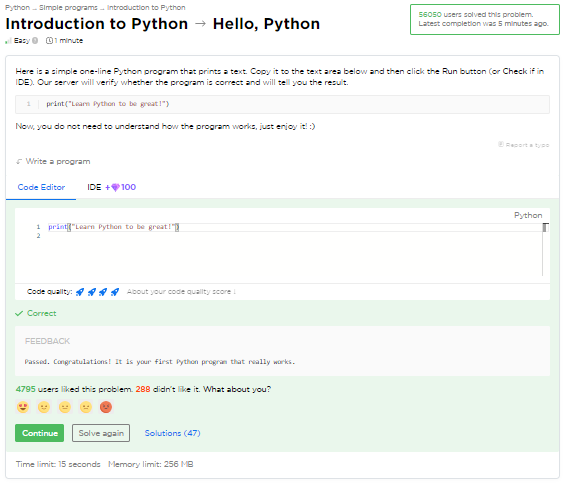 Python → Simple programs → Introduction to Python
Introduction to Python → Hello, Python
Easy 1 minute
56050 users solved this problem.
Latest completion was 5 minutes ago.
Here is a simple one-line Python program that prints a text. Copy it to the text area below and then click the Run button (or Check if in
IDE). Our server will verify whether the program is correct and will tell you the result.
1 print("Learn Python to be great!")
Now, you do not need to understand how the program works, just enjoy it! :)
Report a typo
Write a program
Code Editor IDE +100
Python
1 print("Learn Python to be great!")
2
Code quality: About your code quality score
Correct
FEEDBACK
Passed. Congratulations! It is your first Python program that really works.
4795 users liked this problem. 288 didn't like it. What about you?
Continue Solve again Solutions (47)
Time limit: 15 seconds Memory limit: 256 MB